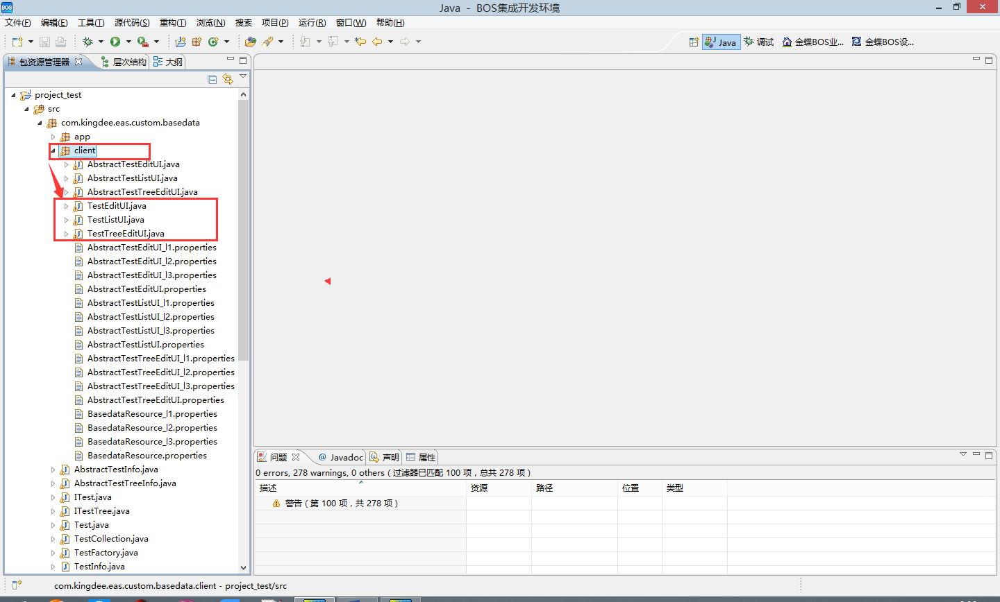 BOS
Java - BOS集成开发环境
文件(F) 编辑(E) 工具(T) 源代码(S) 重构(T) 浏览(N) 搜索 项目(P) 运行(R) 窗口(W) 帮助(H)
Java 调试 金蝶BOS业... 金蝶BOS设...
包资源管理器 层次结构 大纲
project_test
src
com.kingdee.eas.custom.basedata
app
client
AbstractTestEditUI.java
AbstractTestListUI.java
AbstractTestTreeEditUI.java
TestEditUI.java
TestListUI.java
TestTreeEditUI.java
AbstractTestEditUI_l1.properties
AbstractTestEditUI_l2.properties
AbstractTestEditUI_l3.properties
AbstractTestEditUI.properties
AbstractTestListUI_l1.properties
AbstractTestListUI_l2.properties
AbstractTestListUI_l3.properties
AbstractTestListUI.properties
AbstractTestTreeEditUI_l1.properties
AbstractTestTreeEditUI_l2.properties
AbstractTestTreeEditUI_l3.properties
AbstractTestTreeEditUI.properties
BasedataResource_l1.properties
BasedataResource_l2.properties
BasedataResource_l3.properties
BasedataResource.properties
AbstractTestInfo.java
AbstractTestTreeInfo.java
ITest.java
ITestTree.java
Test.java
TestCollection.java
TestFactory.java
TestInfo.java
问题 @ Javadoc 声明 属性
0 errors, 278 warnings, 0 others（过滤器已匹配 100 项，总共 278 项）
描述 资源 路径 位置 类型
警告（第 100 项，共 278 项）
com.kingdee.eas.custom.basedata.client - project_test/src